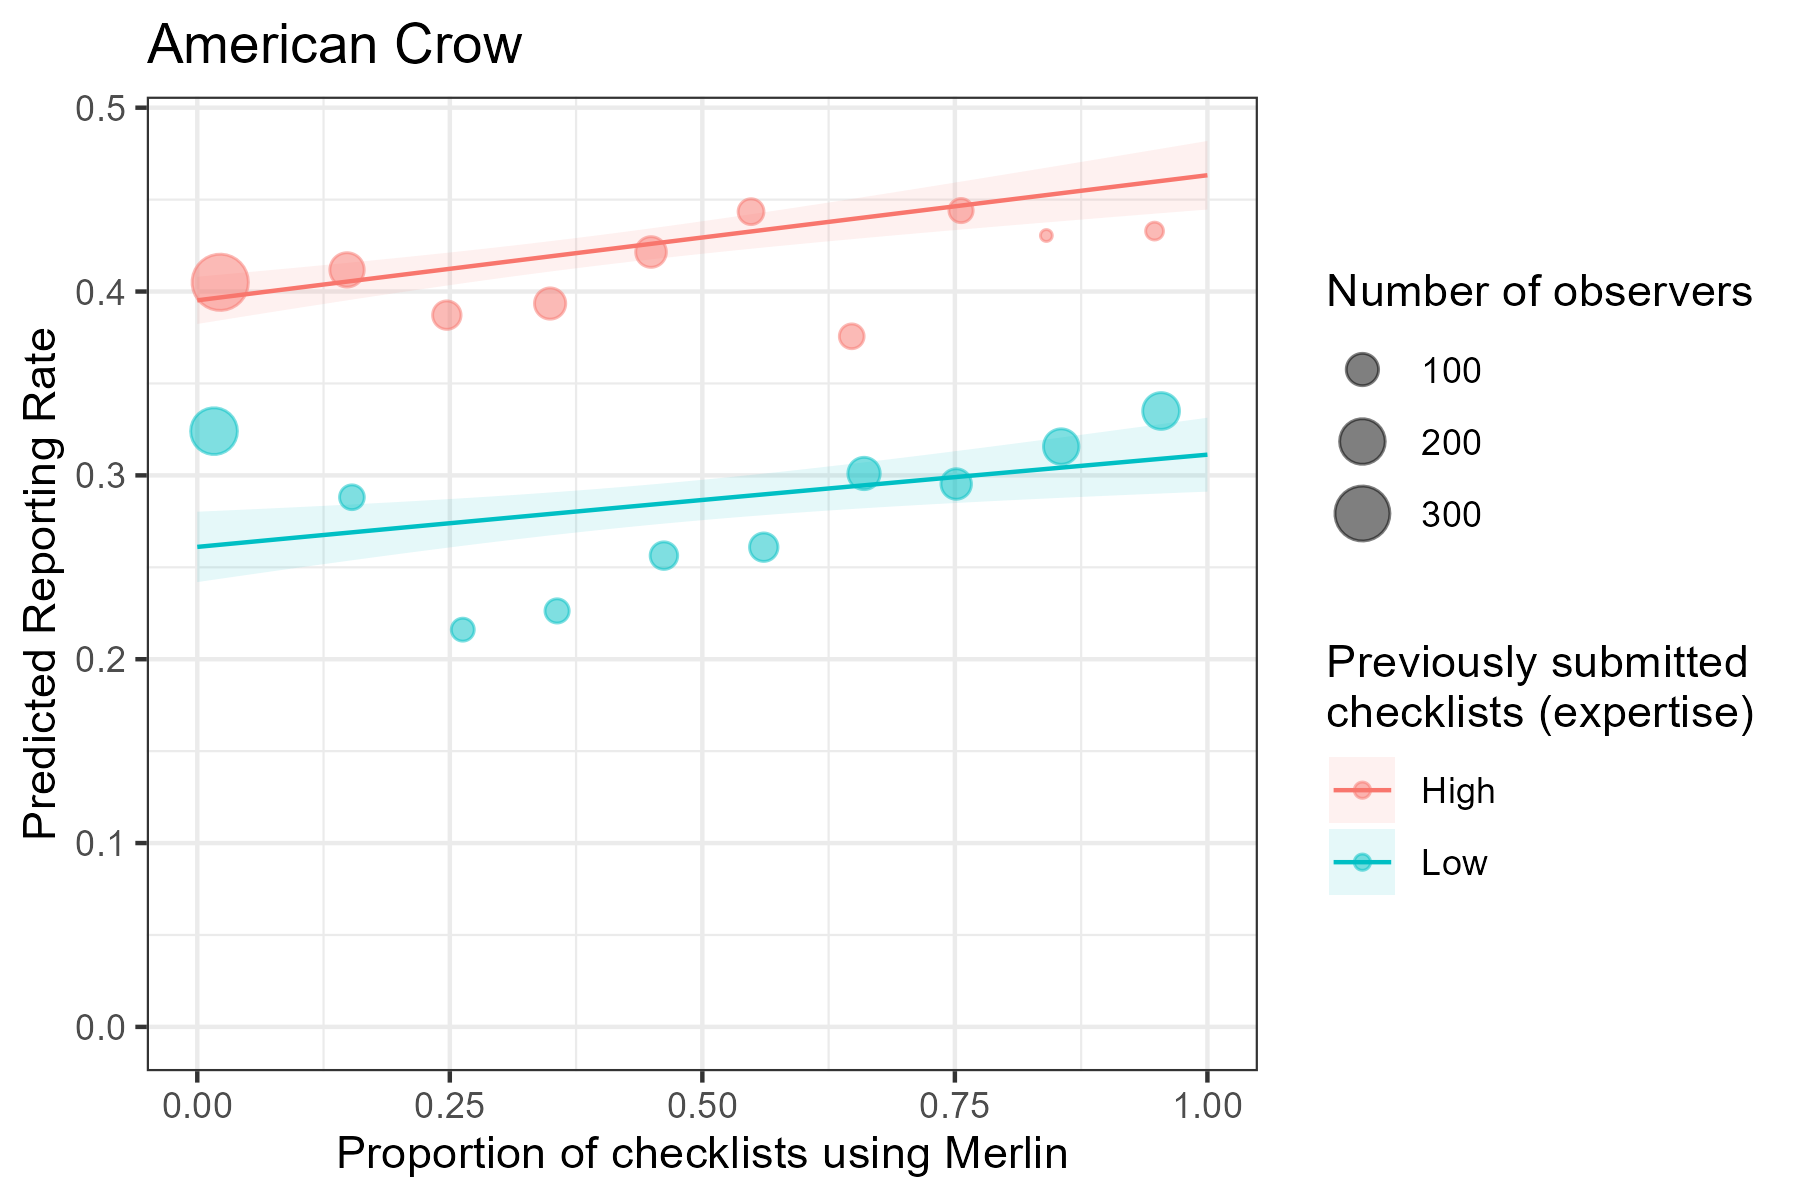 American Crow
0.5
0.4
0.3
0.2
0.1
0.0
Predicted Reporting Rate
0.00 0.25 0.50 0.75 1.00
Proportion of checklists using Merlin
Number of observers
100
200
300
Previously submitted
checklists (expertise)
High
Low